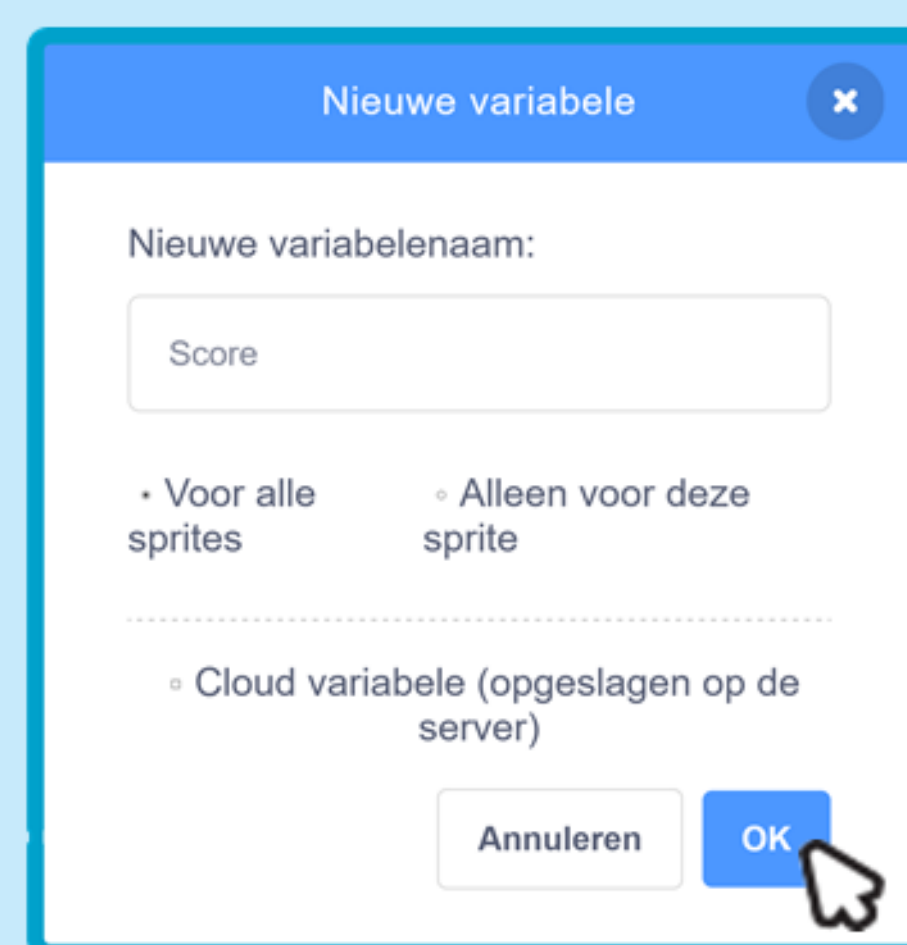 Nieuwe variabele
Nieuwe variabelenaam:
Score
Voor alle
sprites
Alleen voor deze
sprite
Cloud variabele (opgeslagen op de
server)
Annuleren
OK